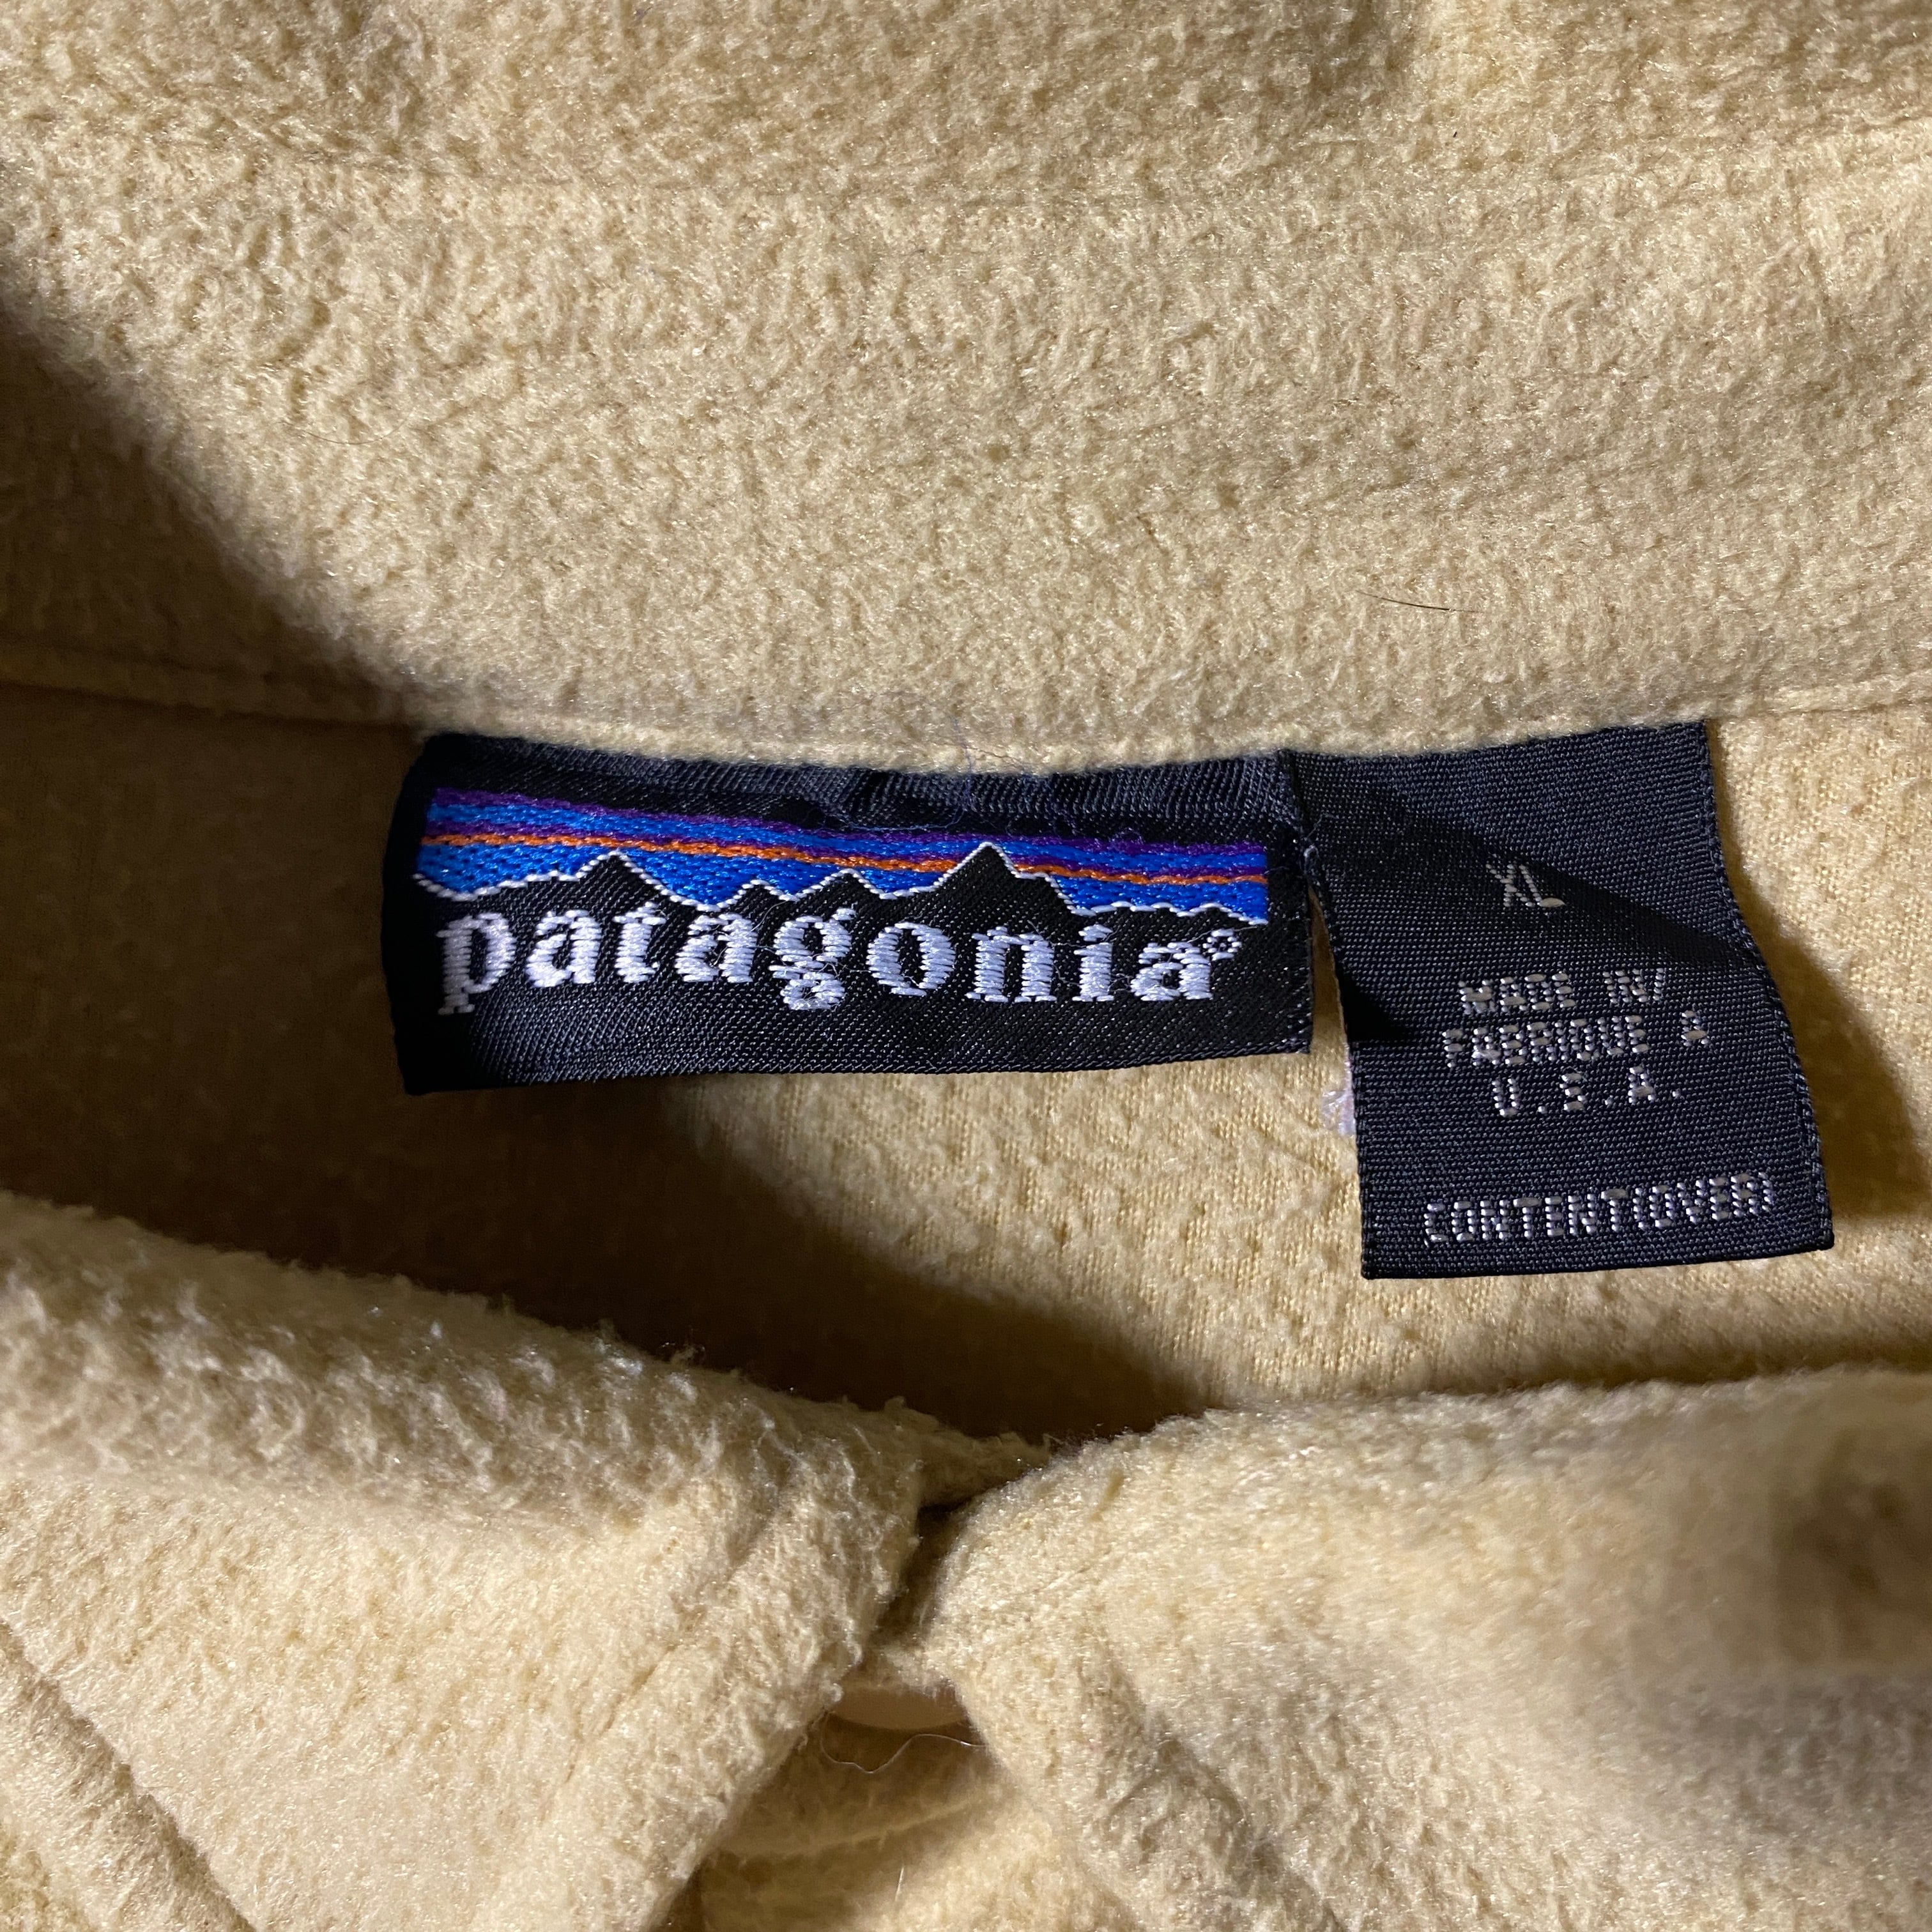 patagonia®
XL
MADE IN/
FABRIQUE A
U.S.A.
CONTENT(OVER)